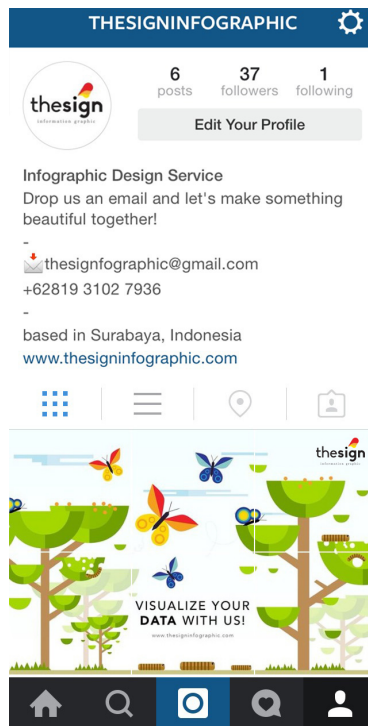 THESIGNINFOGRAPHIC
6 37 1
posts followers following
thesign
information graphic
Edit Your Profile
Infographic Design Service
Drop us an email and let's make something
beautiful together!
-
thesignfographic@gmail.com
+62819 3102 7936
-
based in Surabaya, Indonesia
www.thesigninfographic.com
thesign
information graphic
VISUALIZE YOUR
DATA WITH US!
www.thesigninfographic.com